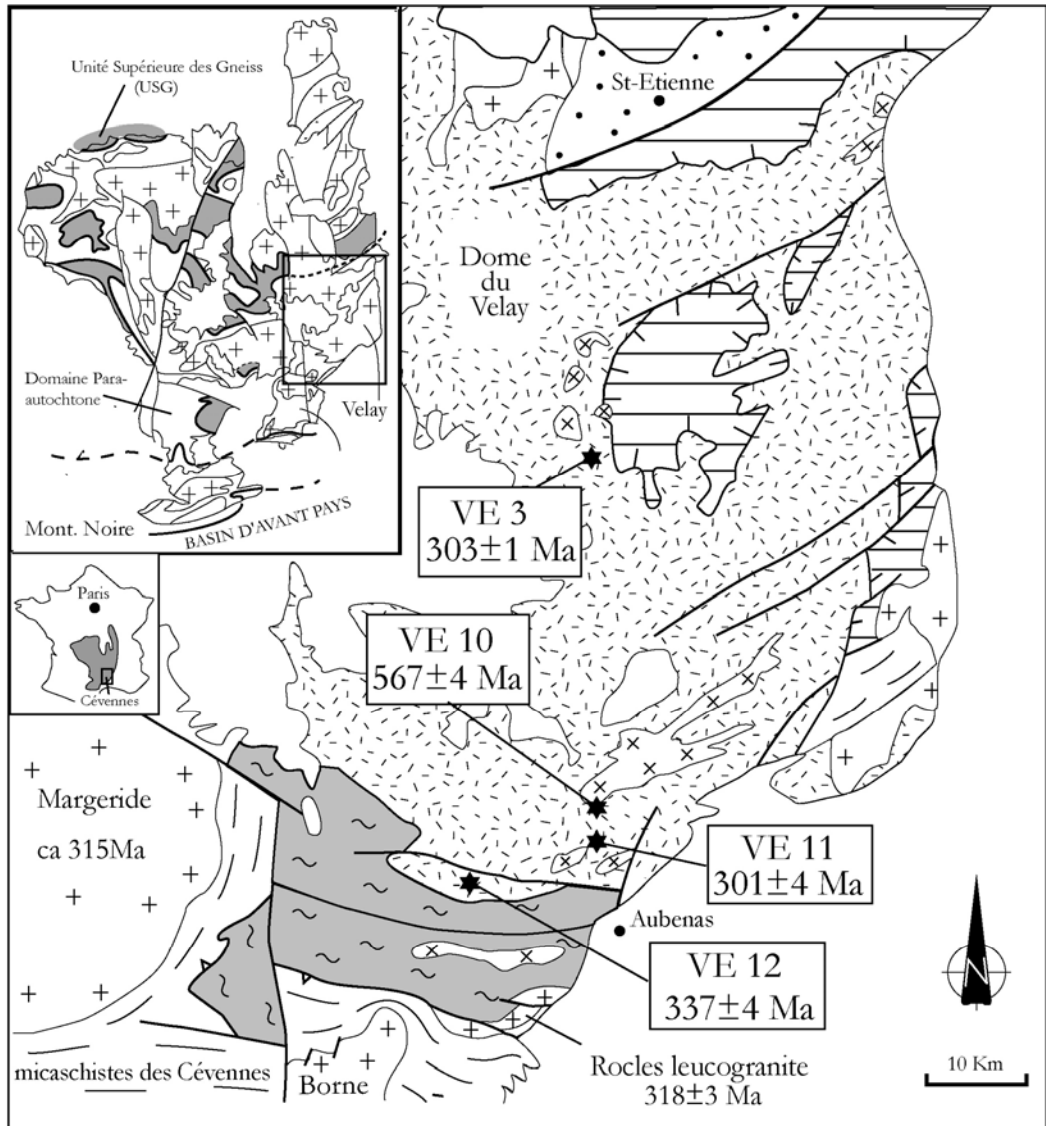 Unité Supérieure des Gneiss
(USG)
Domaine Para-
autochtone
Velay
Mont. Noire
BASIN D'AVANT PAYS
Paris
Cévennes
St-Etienne
Dome
du
Velay
VE 3
303±1 Ma
VE 10
567±4 Ma
Margeride
ca 315Ma
VE 11
301±4 Ma
Aubenas
VE 12
337±4 Ma
N
micaschistes des Cévennes
Borne
Rocles leucogranite
318±3 Ma
10 Km